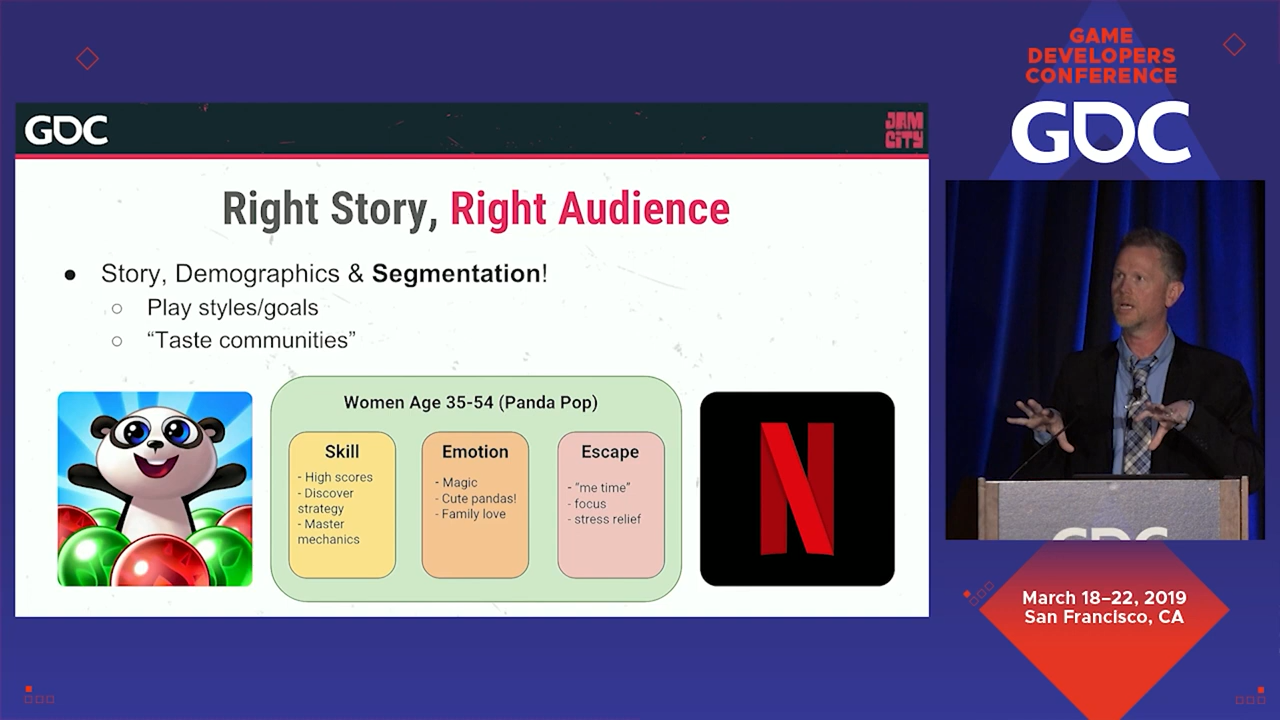 GAME
DEVELOPERS
CONFERENCE
GDC
GDC
JAM
CITY
Right Story, Right Audience
● Story, Demographics & Segmentation!
○ Play styles/goals
○ “Taste communities”
Women Age 35-54 (Panda Pop)
Skill
- High scores
- Discover
strategy
- Master
mechanics
Emotion
- Magic
- Cute pandas!
- Family love
Escape
- “me time”
- focus
- stress relief
N
GDC
March 18–22, 2019
San Francisco, CA